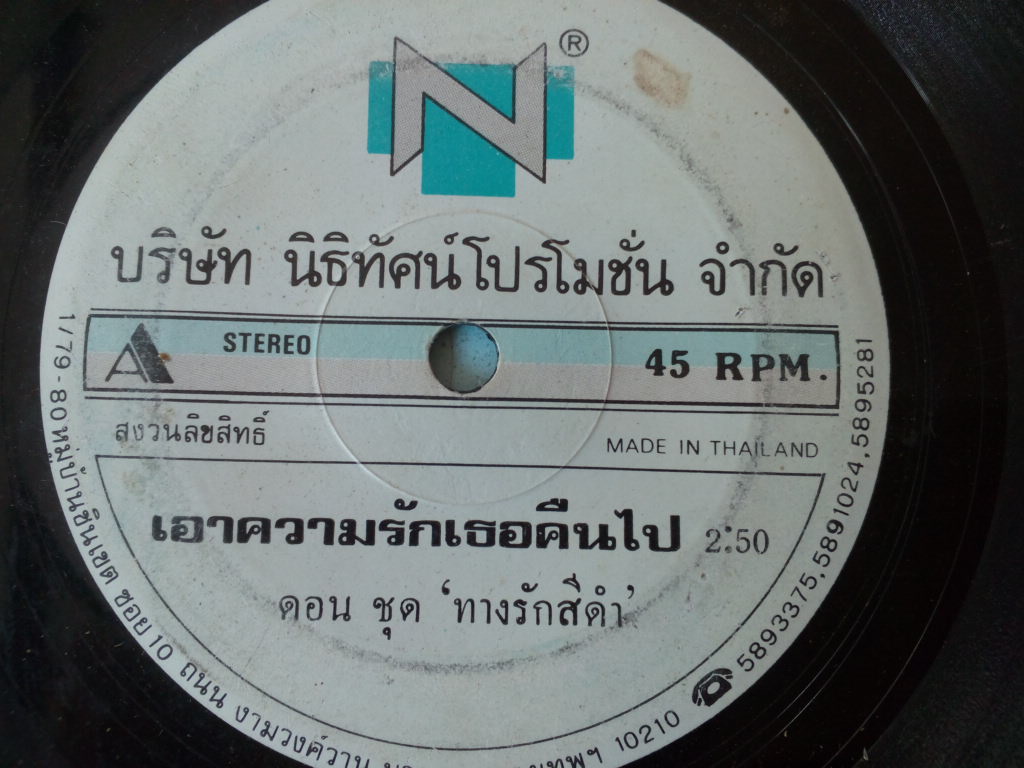 N ®
บริษัท นิธิทัศน์โปรโมชั่น จำกัด
A STEREO 45 RPM.
สงวนลิขสิทธิ์ MADE IN THAILAND
เอาความรักเธอคืนไป 2:50
ดอน ชุด ‘ทางรักสีดำ’
1/79-80 หมู่บ้านชินเขต ซอย 10 ถนน งามวงศ์วาน 10210 ☎ 5893375,5891024,5895281